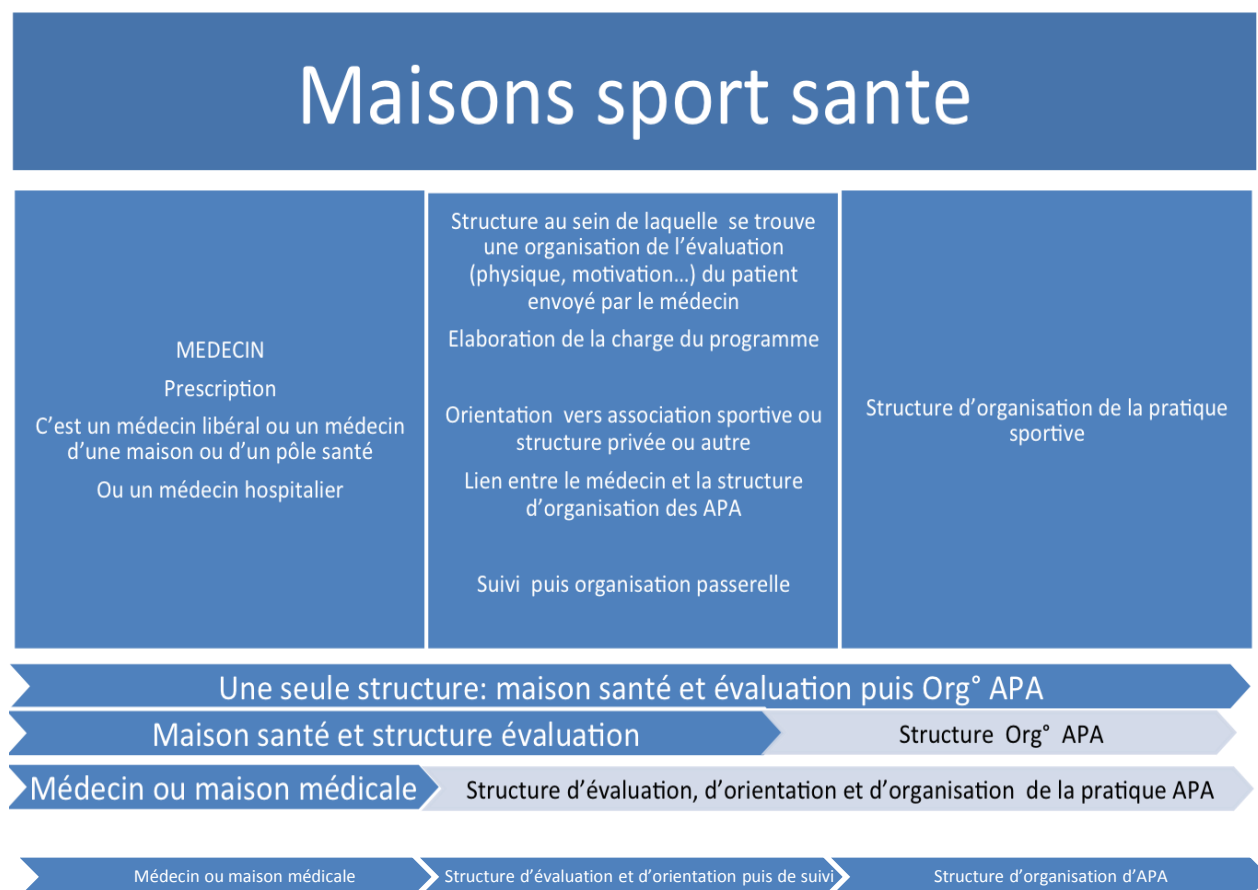 Maisons sport sante
MEDECIN
Prescription
C’est un médecin libéral ou un médecin
d’une maison ou d’un pôle santé
Ou un médecin hospitalier
Structure au sein de laquelle se trouve
une organisation de l’évaluation
(physique, motivation…) du patient
envoyé par le médecin
Elaboration de la charge du programme
Orientation vers association sportive ou
structure privée ou autre
Lien entre le médecin et la structure
d’organisation des APA
Suivi puis organisation passerelle
Structure d’organisation de la pratique
sportive
Une seule structure: maison santé et évaluation puis Org° APA
Maison santé et structure évaluation
Structure Org° APA
Médecin ou maison médicale
Structure d’évaluation, d’orientation et d’organisation de la pratique APA
Médecin ou maison médicale
Structure d’évaluation et d’orientation puis de suivi
Structure d’organisation d’APA